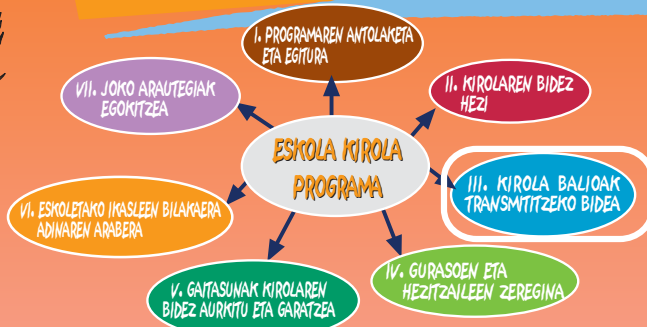 I. PROGRAMAREN ANTOLAKETA
ETA EGITURA
II. KIROLAREN BIDEZ
HEZI
III. KIROLA BALIOAK
TRANSMITITZEKO BIDEA
IV. GURASOEN ETA
HEZITZAILEEN ZEREGINA
V. GAITASUNAK KIROLAREN
BIDEZ AURKITU ETA GARATZEA
VI. ESKOLETAKO IKASLEEN BILAKAERA
ADINAREN ARABERA
VII. JOKO ARAUTEGIAK
EGOKITZEA
ESKOLA KIROLA
PROGRAMA